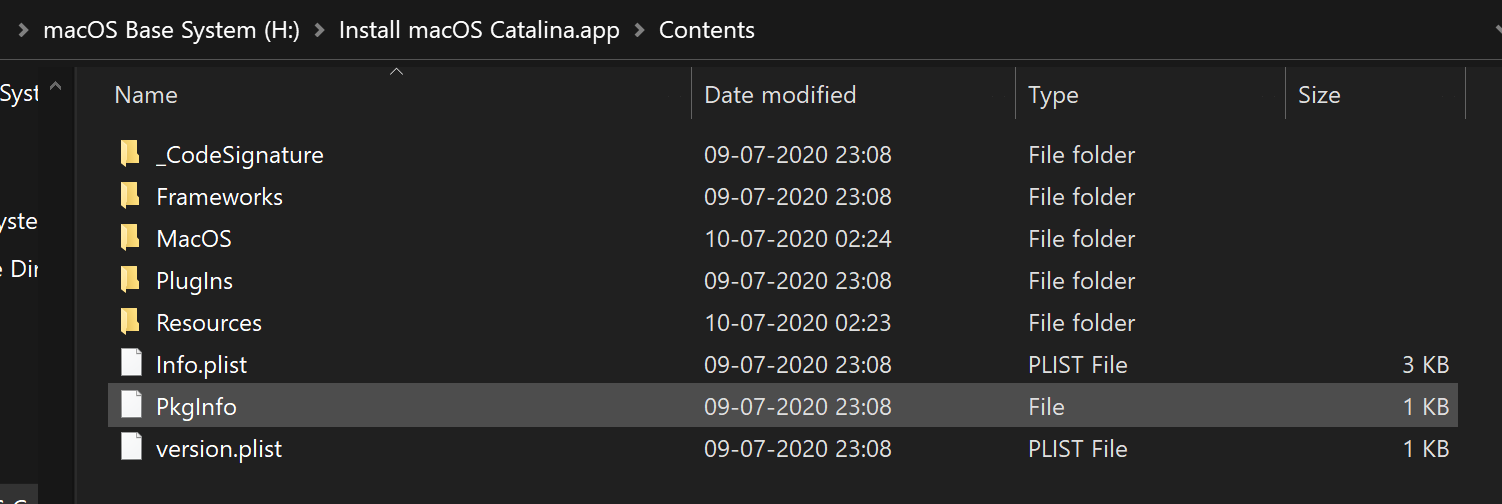 macOS Base System (H:) Install macOS Catalina.app Contents
Syst Name Date modified Type Size
_CodeSignature 09-07-2020 23:08 File folder
Frameworks 09-07-2020 23:08 File folder
yste MacOS 10-07-2020 02:24 File folder
e Dir PlugIns 09-07-2020 23:08 File folder
Resources 10-07-2020 02:23 File folder
Info.plist 09-07-2020 23:08 PLIST File 3 KB
PkgInfo 09-07-2020 23:08 File 1 KB
version.plist 09-07-2020 23:08 PLIST File 1 KB